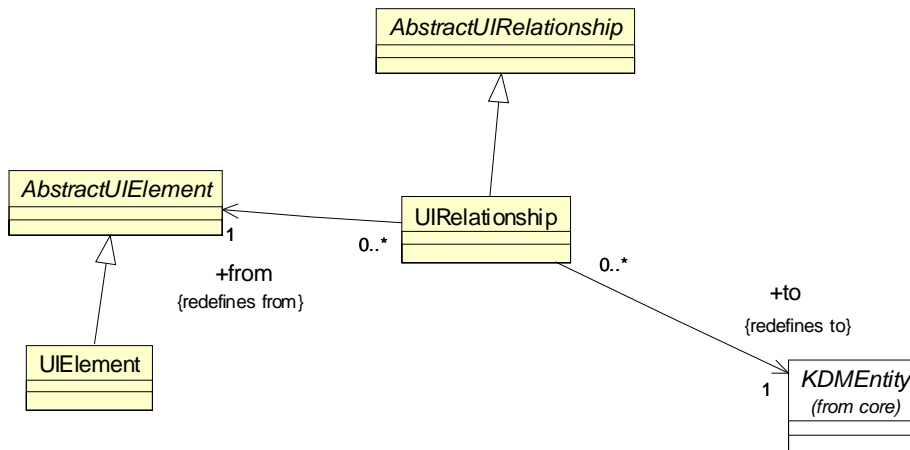 AbstractUIRelationship
AbstractUIElement
UIRelationship
1
0..*
0..*
+from
{redefines from}
+to
{redefines to}
UIElement
KDMEntity
1
(from core)